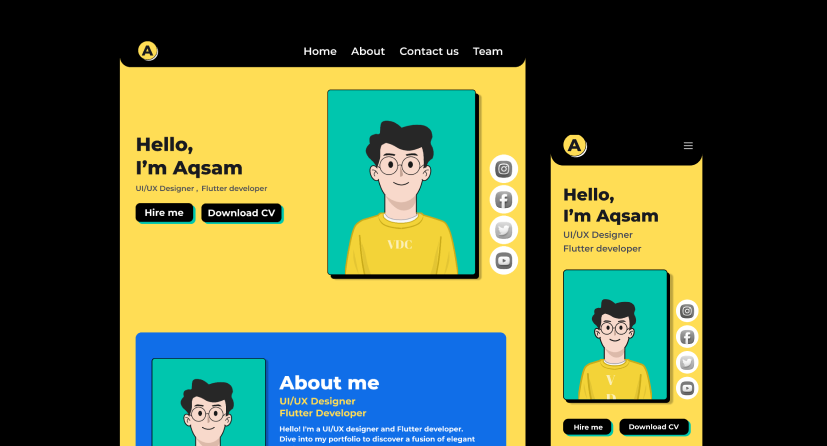 A
Home About Contact us Team
Hello,
I'm Aqsam
UI/UX Designer , Flutter developer
Hire me Download CV
VDC
About me
UI/UX Designer
Flutter Developer
Hello! I'm a UI/UX designer and Flutter developer.
Dive into my portfolio to discover a fusion of elegant
A
Hello,
I'm Aqsam
UI/UX Designer
Flutter developer
V
D
Hire me Download CV